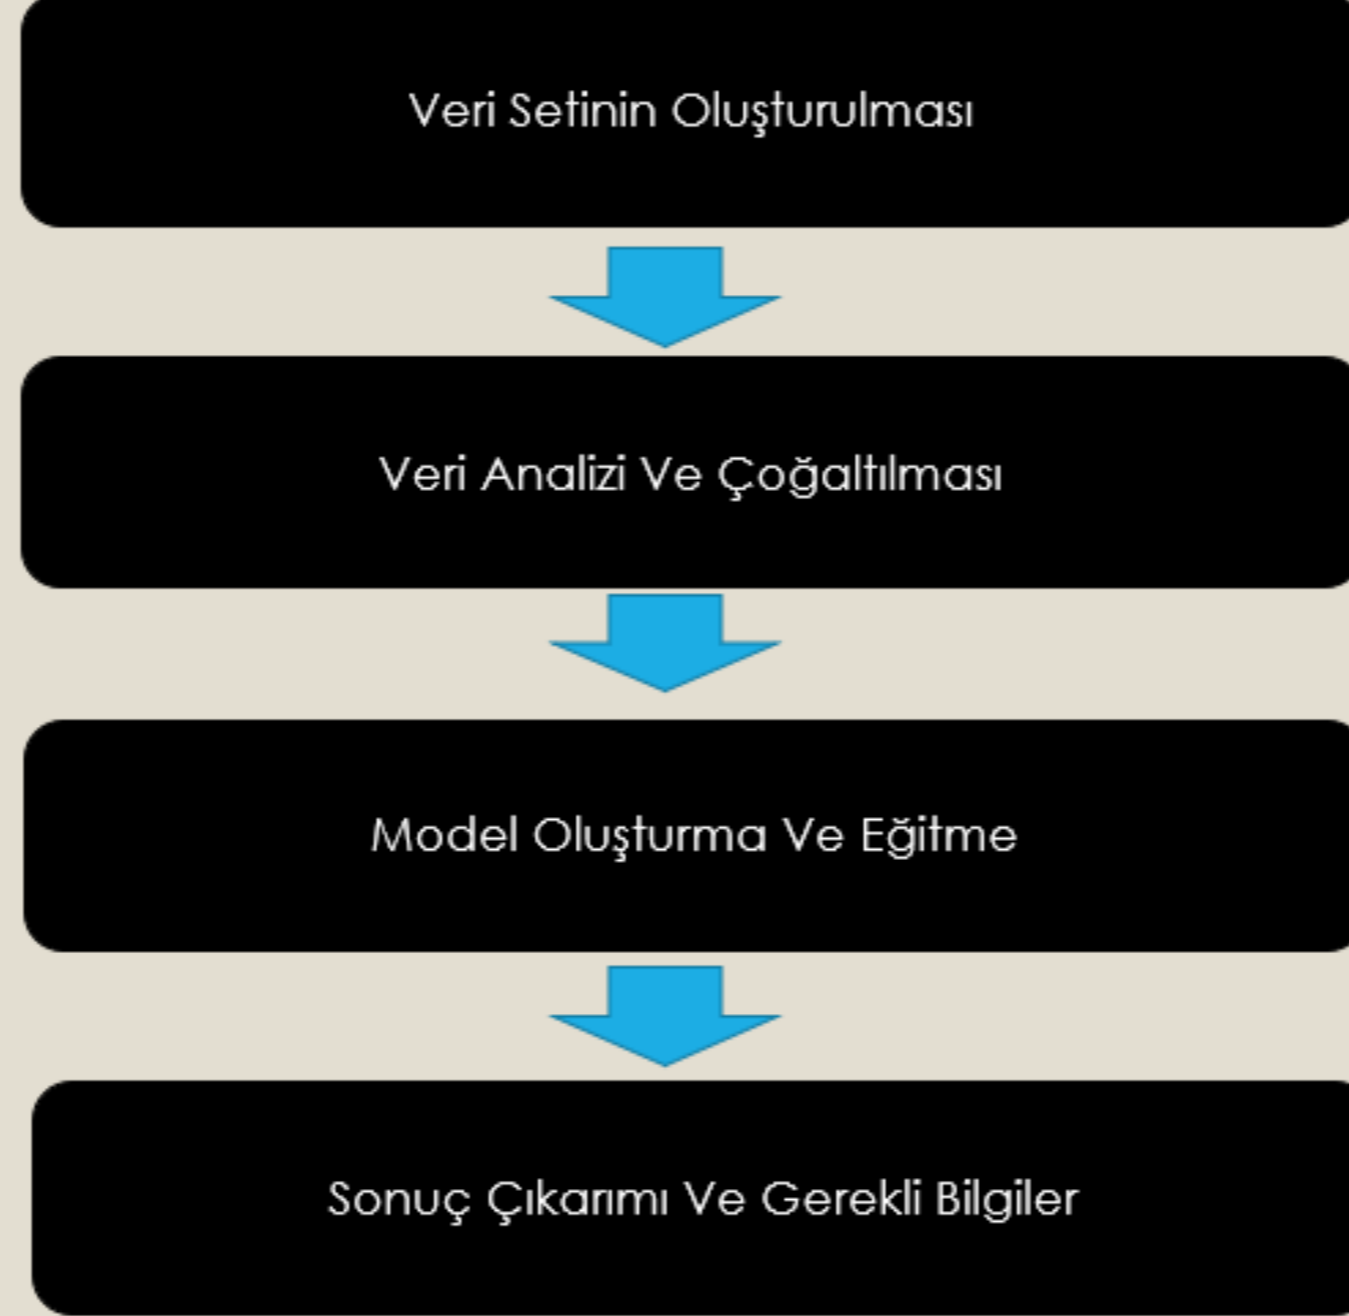 Veri Setinin Oluşturulması
Veri Analizi Ve Çoğaltılması
Model Oluşturma Ve Eğitme
Sonuç Çıkarımı Ve Gerekli Bilgiler